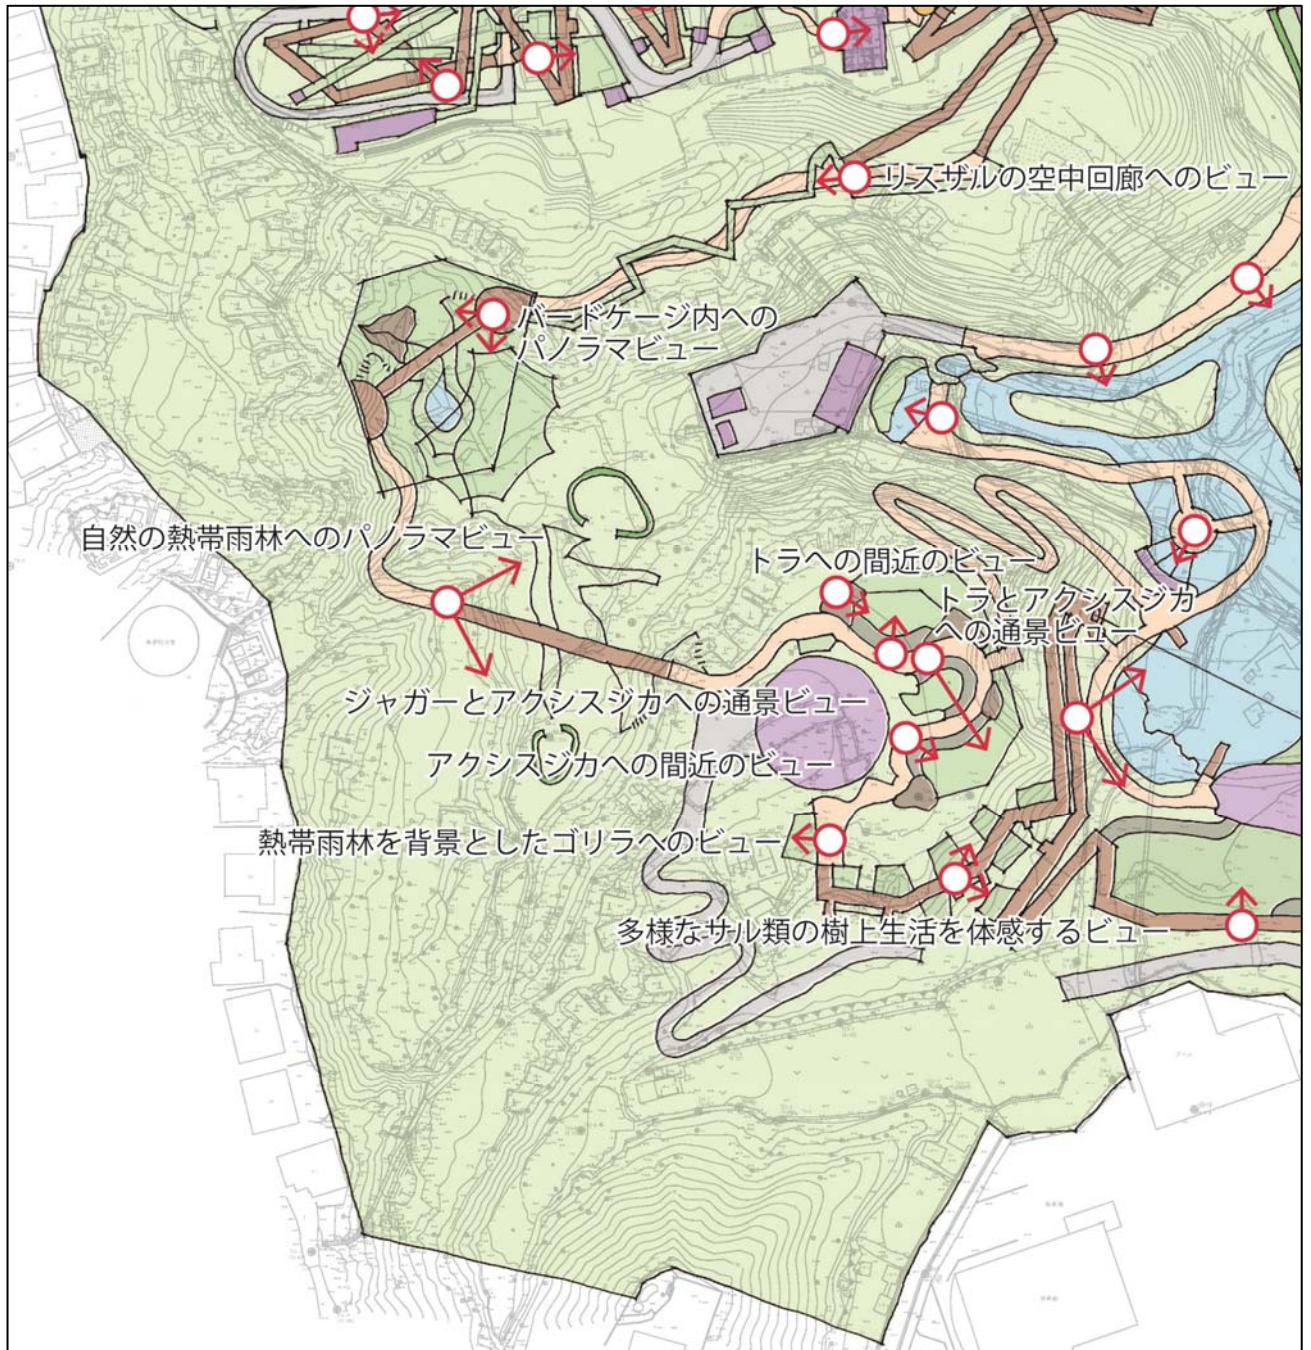 リスザルの空中回廊へのビュー
バードケージ内への
パノラマビュー
自然の熱帯雨林へのパノラマビュー
トラへの間近のビュー
トラとアクシスジカ
への通景ビュー
ジャガーとアクシスジカへの通景ビュー
アクシスジカへの間近のビュー
熱帯雨林を背景としたゴリラへのビュー
多様なサル類の樹上生活を体感するビュー